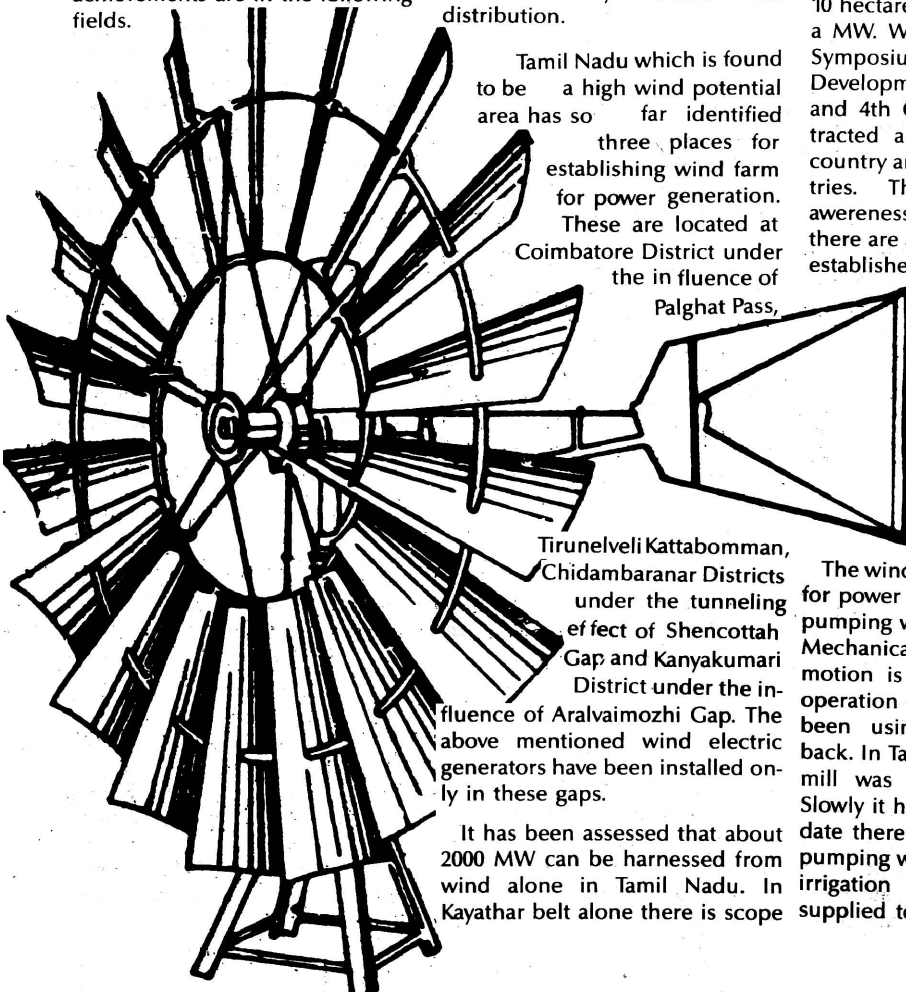 achievements are in the following
fields.
distribution.
Tamil Nadu which is found
to be a high wind potential
area has so far identified
three places for
establishing wind farm
for power generation.
These are located at
Coimbatore District under
the in fluence of
Palghat Pass,
Tirunelveli Kattabomman,
Chidambaranar Districts
under the tunneling
effect of Shencottah
Gap and Kanyakumari
District under the in-
fluence of Aralvaimozhi Gap. The
above mentioned wind electric
generators have been installed on-
ly in these gaps.
It has been assessed that about
2000 MW can be harnessed from
wind alone in Tamil Nadu. In
Kayathar belt alone there is scope
10 hectare
a MW. W
Symposiu
Developm
and 4th
tracted a
country an
tries. Th
awereness
there are
establishe
The wind
for power
pumping w
Mechanica
motion is
operation
been usin
back. In Ta
mill was
Slowly it h
date there
pumping w
irrigation
supplied to